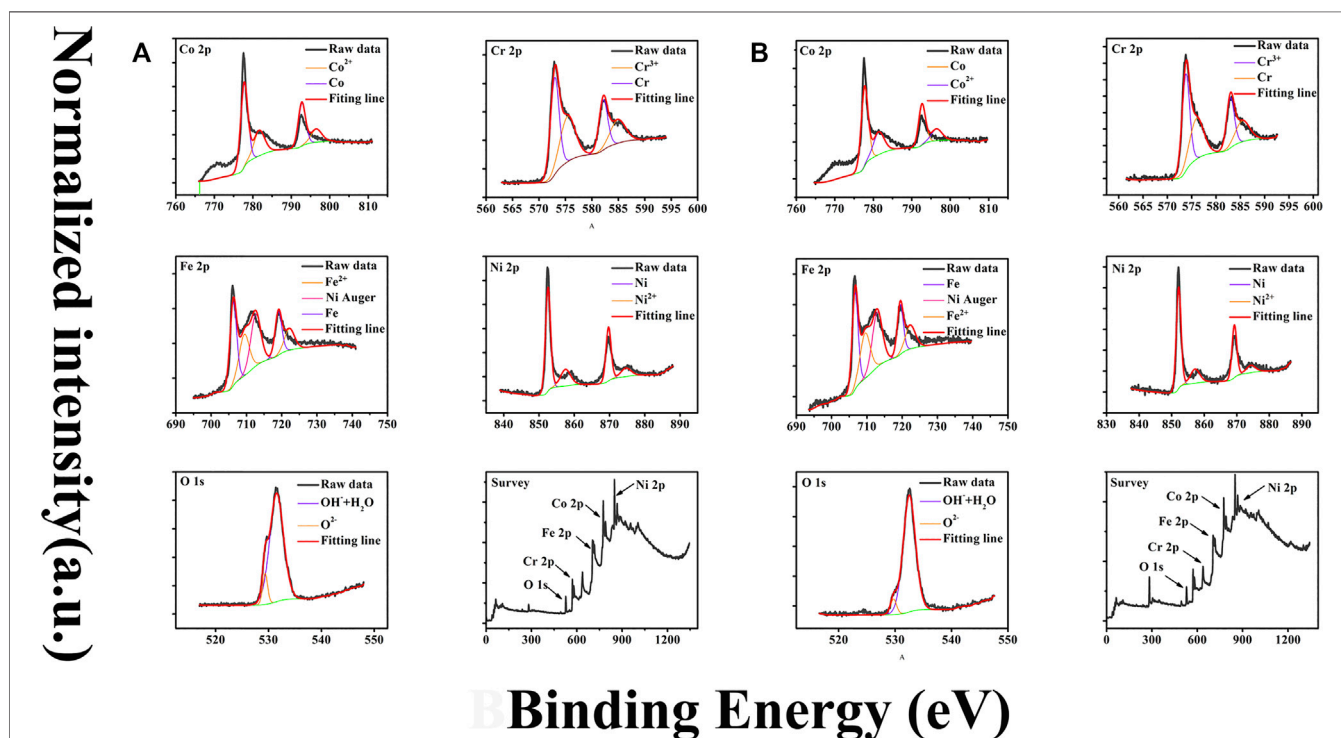 Normalized intensity(a.u.)
A
Co 2p
Raw data
Co2+
Co
Fiting line
760 770 780 790 800 810
Cr 2p
Raw data
Cr3+
Cr
Fitting line
560 565 570 575 580 585 590 595 600
A
B
Co 2p
Raw data
Co
Co2+
Fitting line
760 770 780 790 800 810
Cr 2p
Raw data
Cr3+
Cr
Fitting line
560 565 570 575 580 585 590 595 600
Fe 2p
Raw data
Fe2+
Ni Auger
Fe
Fitting line
690 700 710 720 730 740 750
Ni 2p
Raw data
Ni
Ni2+
Fitting line
840 850 860 870 880 890
Fe 2p
Raw data
Fe
Ni Auger
Fe2+
Fitting line
690 700 710 720 730 740 750
Ni 2p
Raw data
Ni
Ni2+
Fitting line
830 840 850 860 870 880 890
O 1s
Raw data
OH-+H2O
O2-
Fitting line
520 530 540 550
Survey
Ni 2p
Co 2p
Fe 2p
Cr 2p
O 1s
0 300 600 900 1200
O 1s
Raw data
OH-+H2O
O2-
Fitting line
520 530 540 550
A
Survey
Ni 2p
Co 2p
Fe 2p
Cr 2p
O 1s
0 300 600 900 1200
BBinding Energy (eV)